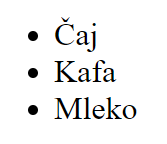 • Čaj
• Kafa
• Mleko